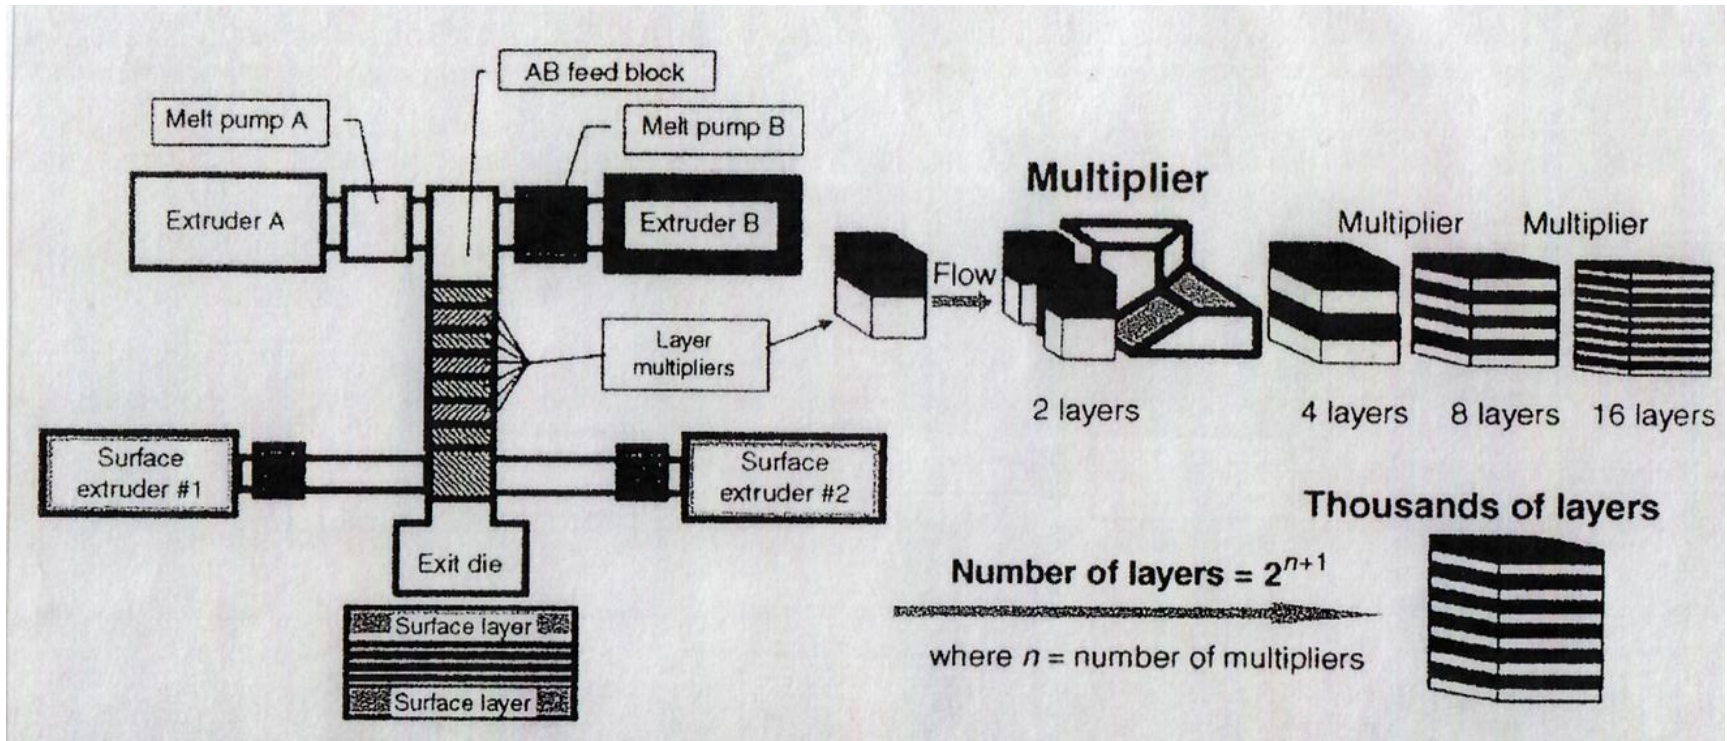 AB feed block
Melt pump A
Melt pump B
Extruder A
Extruder B
Layer
multipliers
Surface
extruder #1
Surface
extruder #2
Exit die
Surface layer
Surface layer
Multiplier
Flow
Multiplier
Multiplier
2 layers
4 layers
8 layers
16 layers
Thousands of layers
Number of layers = 2^{n+1}
where n = number of multipliers